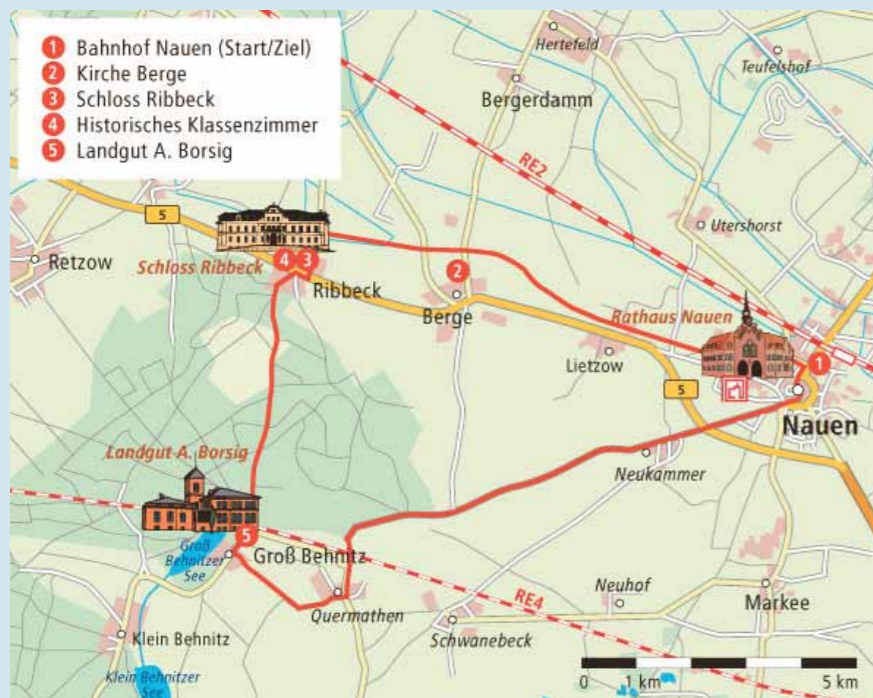 1 Bahnhof Nauen (Start/Ziel)
2 Kirche Berge
3 Schloss Ribbeck
4 Historisches Klassenzimmer
5 Landgut A. Borsig
Hertefeld
Teufelshof
Bergerdamm
RE2
5
Utershorst
Retzow
Schloss Ribbeck
4 3
Ribbeck
2
Berge
Rathaus Nauen
Lietzow
1
5
Nauen
Landgut A. Borsig
Neukammer
5
Groß
Behnitzer
See
Groß Behnitz
Quermathen
RE4
Neuhof
Markee
Klein Behnitz
Schwanebeck
Klein Behnitzer
See
0 1 km 5 km